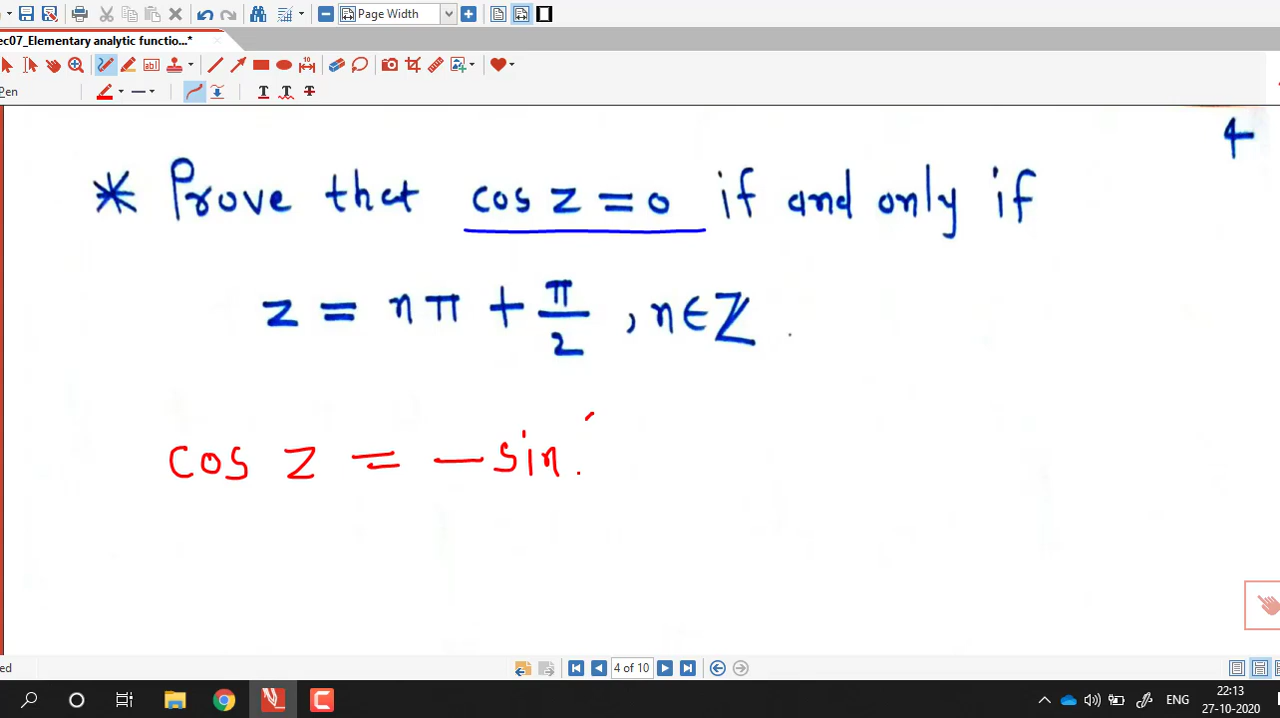 Page Width
ec07_Elementary analytic functio...*
Pen
4
* Prove that cos z = 0 if and only if
z = nπ + π/2 , n∈ℤ .
cos z = — sin
4 of 10
ed
ENG
22:13
27-10-2020